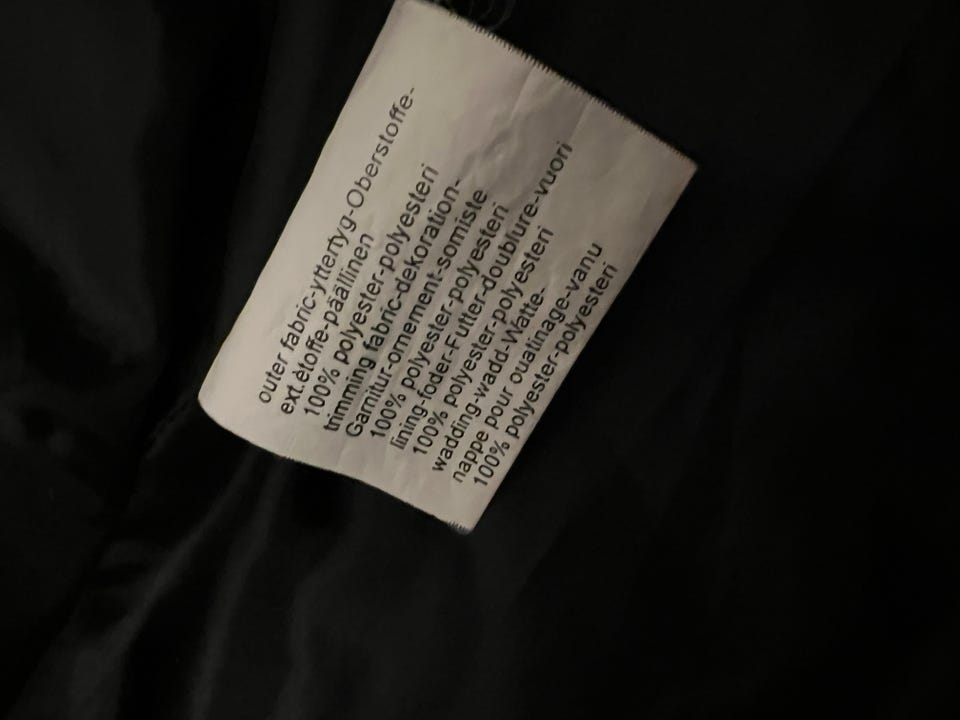 outer fabric-yttertyg-Oberstoffe-
ext.ètoffe-päällinen
100% polyester-polyesteri
trimming fabric-dekoration-
Garnitur-ornement-somiste
100% polyester-polyesteri
lining-foder-Futter-doublure-vuori
100% polyester-polyesteri
wadding-wadd-Watte-
nappe pour ouatinage-vanu
100% polyester-polyesteri